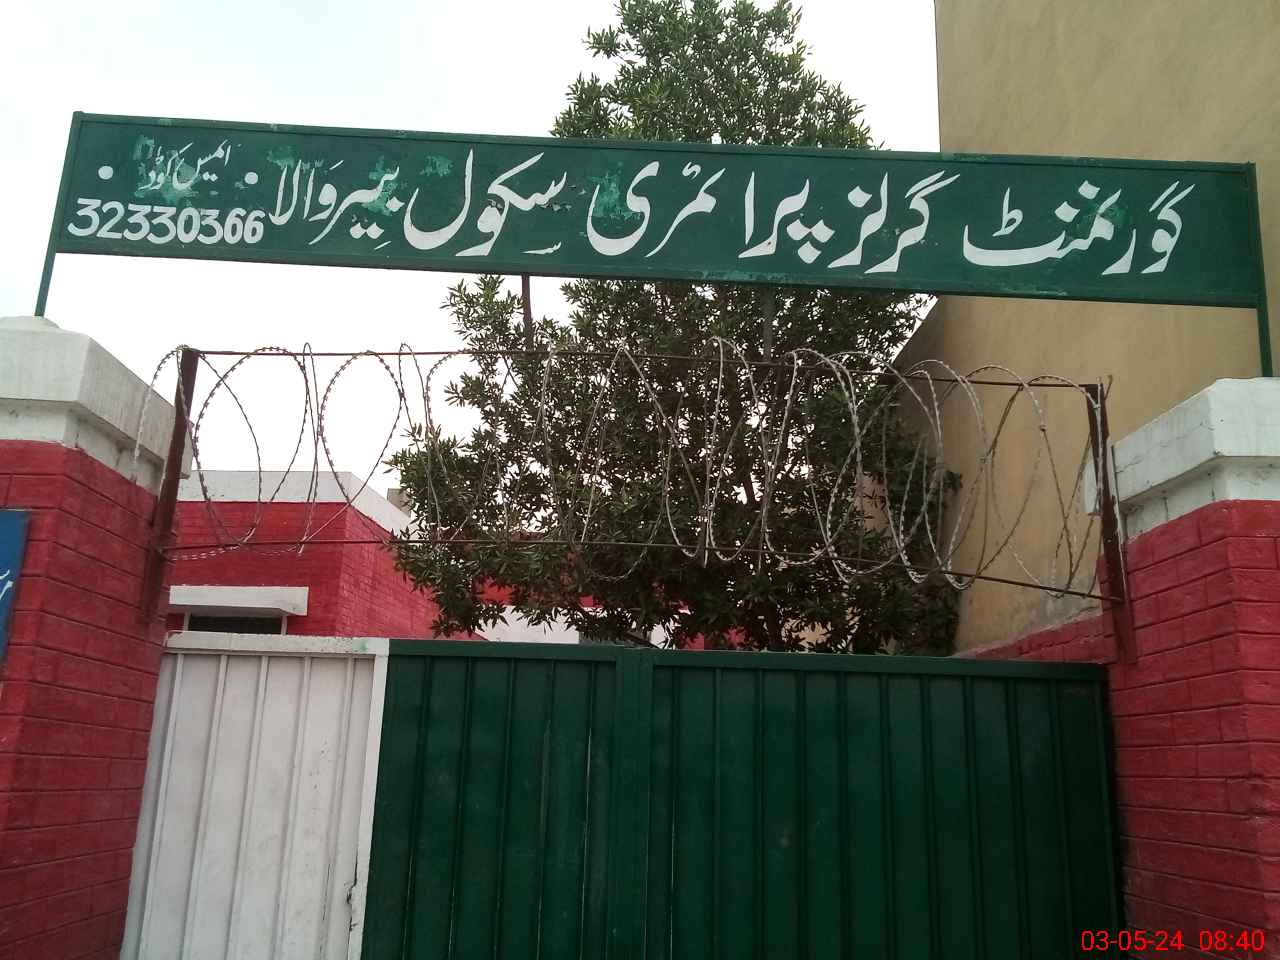 گورنمنٹ گرلز پرائمری سکول بیروالا ایمس کوڈ
32330366
03-05-24 08:40